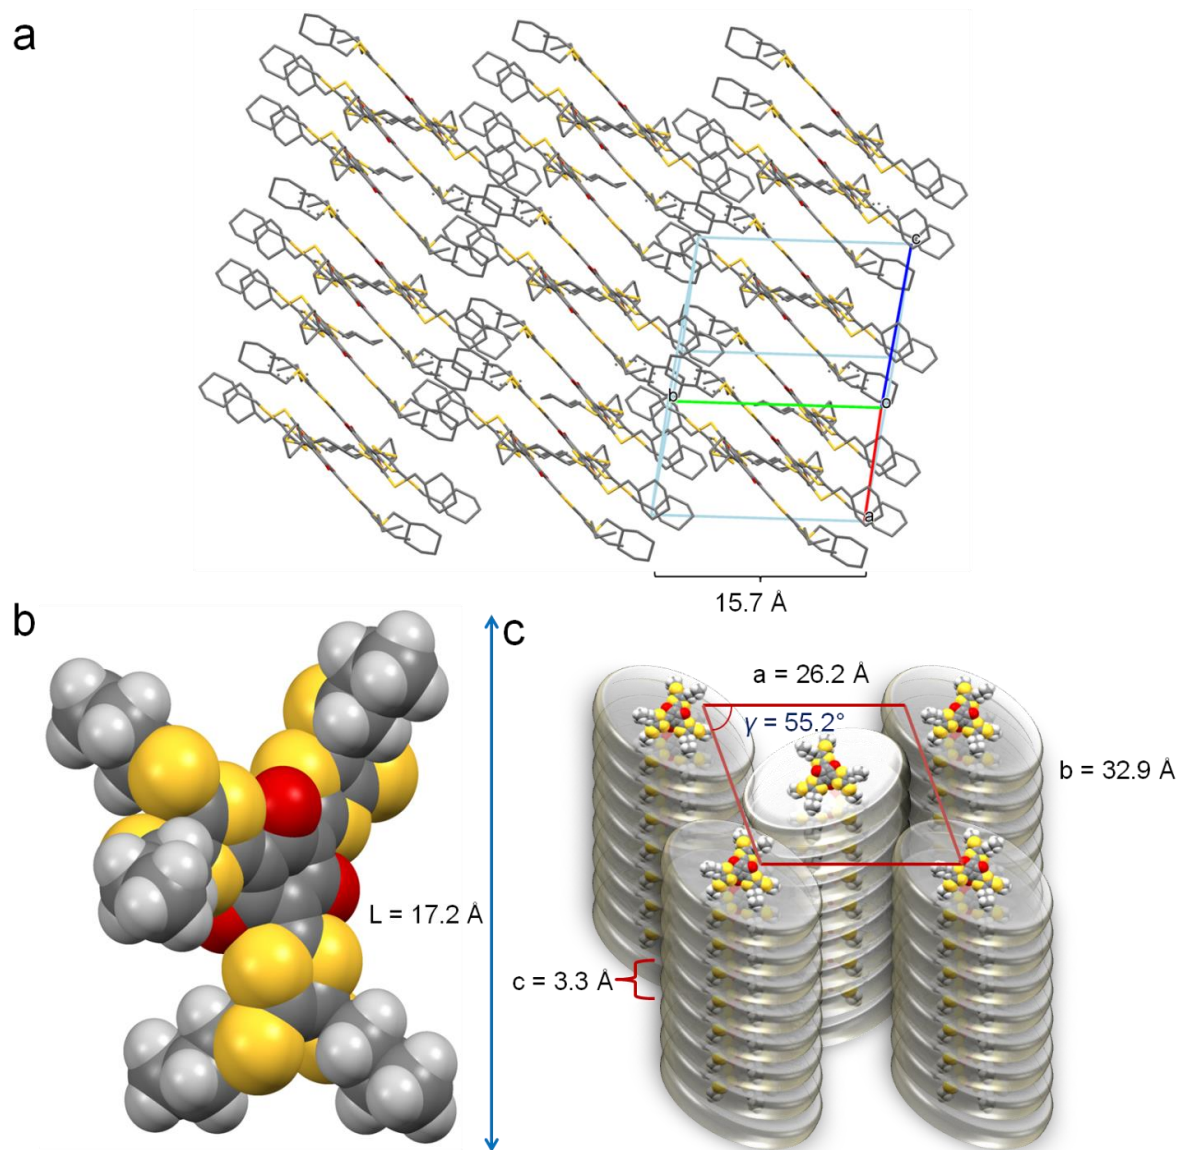 a
c
b
o
a
15.7 Å
b
L = 17.2 Å
c
a = 26.2 Å
γ = 55.2°
b = 32.9 Å
c = 3.3 Å